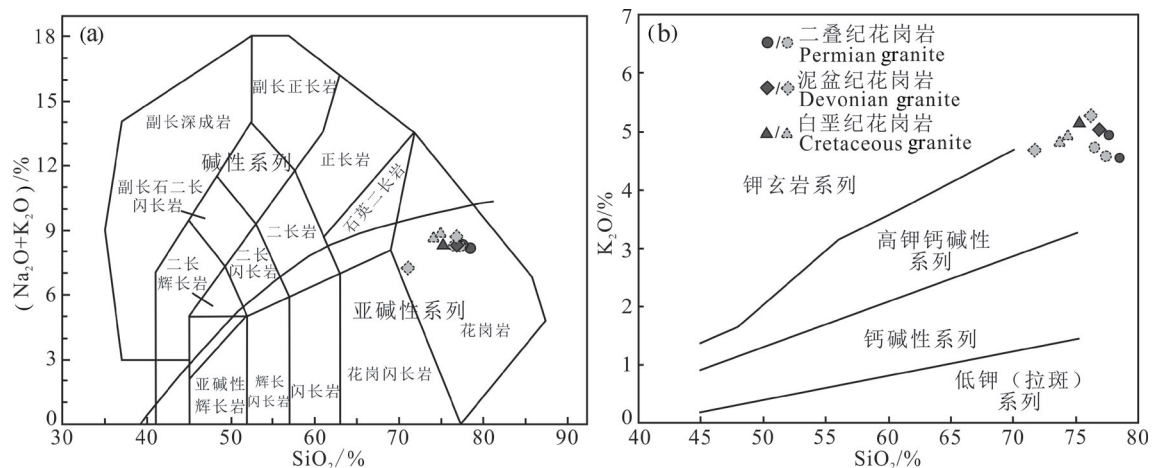 (a)
18
15
12
9
6
3
0
(Na₂O+K₂O)/%
30
40
50
60
70
80
90
SiO₂/%
副长正长岩
副长深成岩
碱性系列
正长岩
副长石二长
闪长岩
石英二长岩
二长岩
二长
闪长岩
二长
辉长岩
亚碱性系列
花岗岩
亚碱性
辉长岩
辉长
闪长岩
闪长岩
花岗闪长岩
(b)
7
6
5
4
3
2
1
0
K₂O/%
40
45
50
55
60
65
70
75
80
SiO₂/%
二叠纪花岗岩
Permian granite
泥盆纪花岗岩
Devonian granite
白垩纪花岗岩
Cretaceous granite
钾玄岩系列
高钾钙碱性
系列
钙碱性系列
低钾（拉斑）
系列